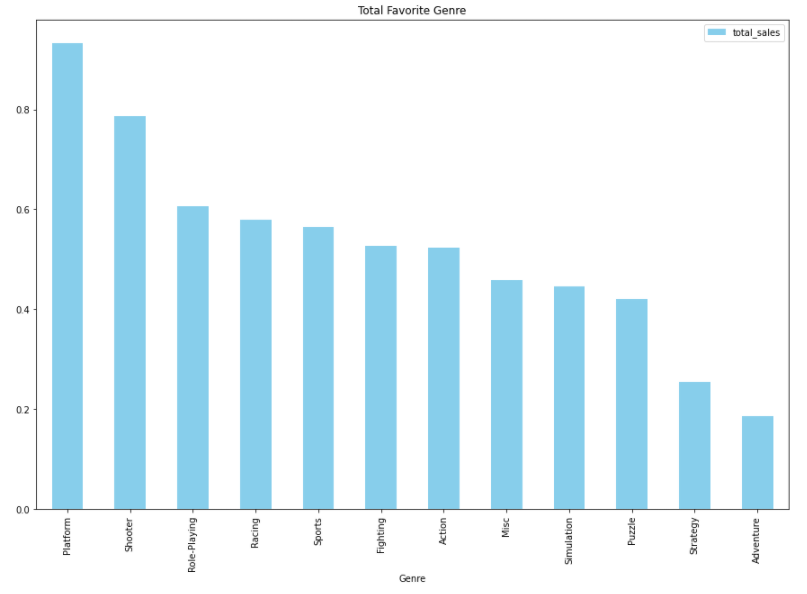 Total Favorite Genre
total_sales
0.8
0.6
0.4
0.2
0.0
Platform
Shooter
Role-Playing
Racing
Sports
Fighting
Action
Misc
Simulation
Puzzle
Strategy
Adventure
Genre